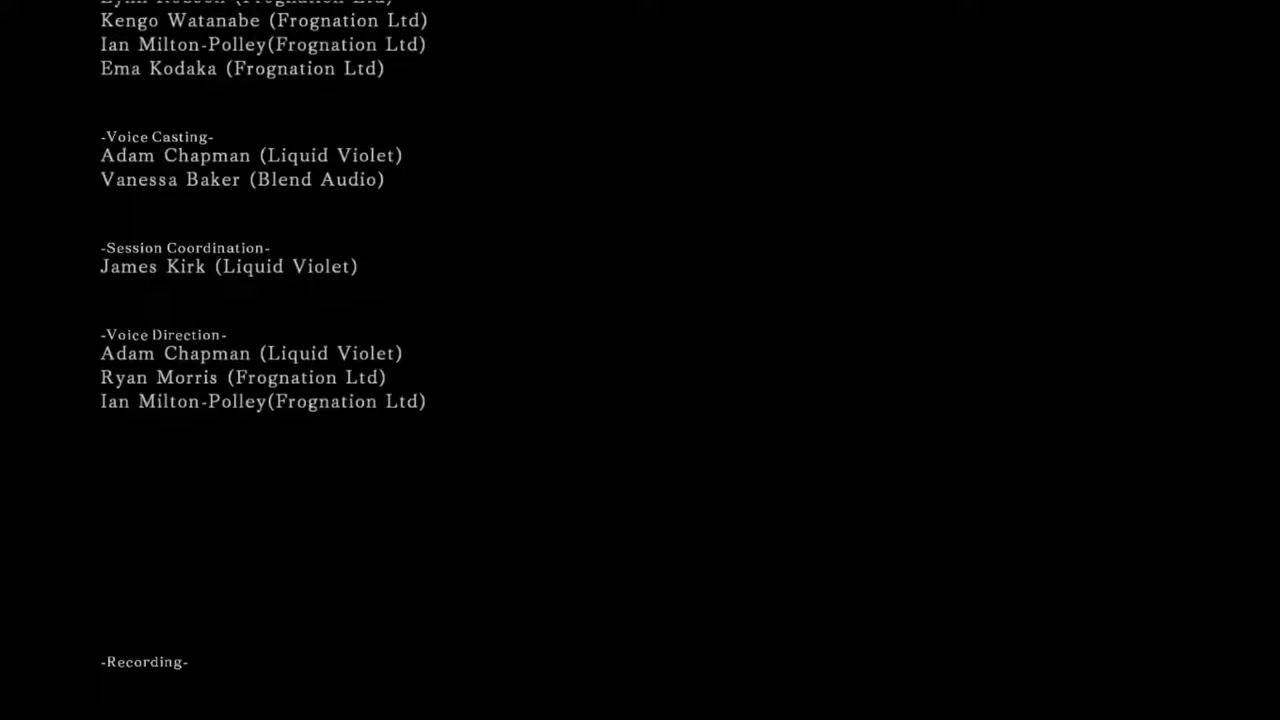 (Frognation Ltd)
Kengo Watanabe (Frognation Ltd)
Ian Milton-Polley(Frognation Ltd)
Ema Kodaka (Frognation Ltd)
-Voice Casting-
Adam Chapman (Liquid Violet)
Vanessa Baker (Blend Audio)
-Session Coordination-
James Kirk (Liquid Violet)
-Voice Direction-
Adam Chapman (Liquid Violet)
Ryan Morris (Frognation Ltd)
Ian Milton-Polley(Frognation Ltd)
-Recording-